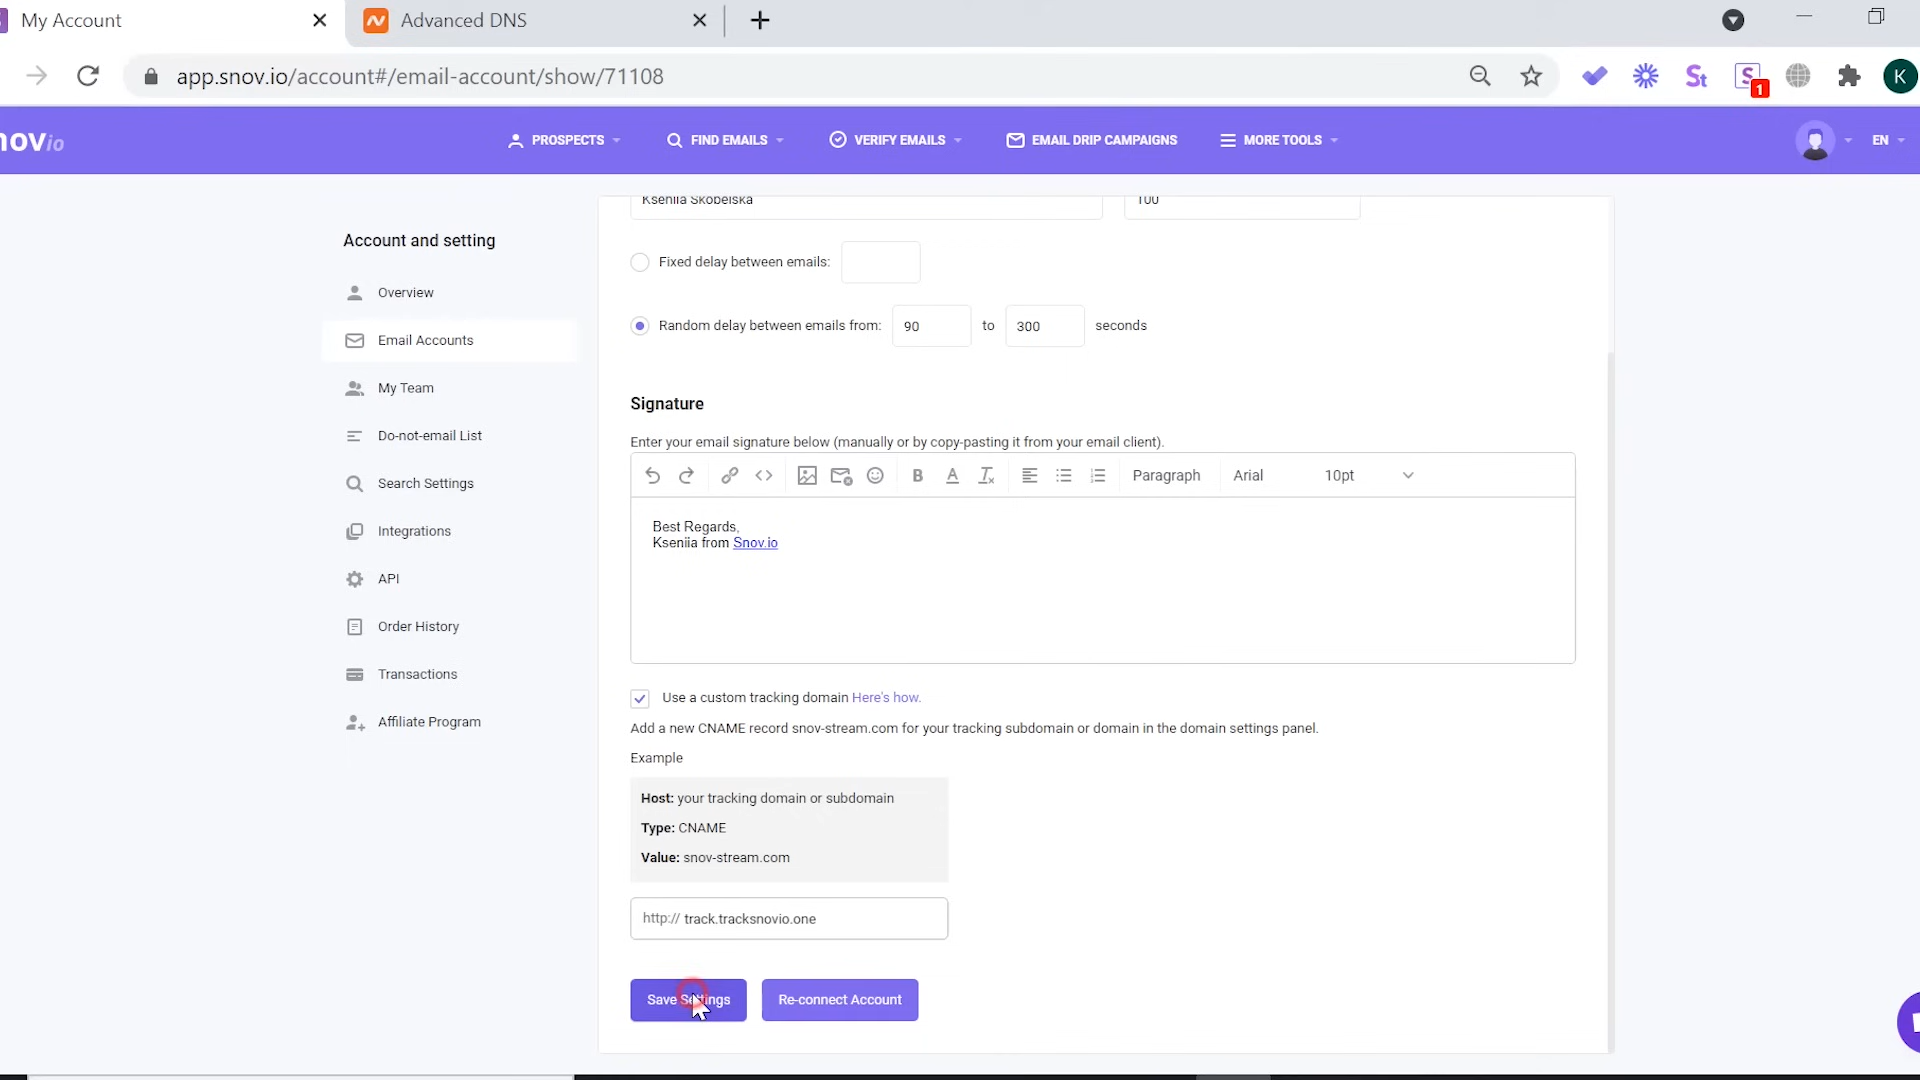 My Account
Advanced DNS
app.snov.io/account#/email-account/show/71108
St
S
1
K
novio
PROSPECTS
FIND EMAILS
VERIFY EMAILS
EMAIL DRIP CAMPAIGNS
MORE TOOLS
EN
Account and setting
Overview
Email Accounts
My Team
Do-not-email List
Search Settings
Integrations
API
Order History
Transactions
Affiliate Program
Kseniia Skobelska
100
Fixed delay between emails:
Random delay between emails from: 90 to 300 seconds
Signature
Enter your email signature below (manually or by copy-pasting it from your email client).
Paragraph Arial 10pt
Best Regards,
Kseniia from Snov.io
Use a custom tracking domain Here's how.
Add a new CNAME record snov-stream.com for your tracking subdomain or domain in the domain settings panel.
Example
Host: your tracking domain or subdomain
Type: CNAME
Value: snov-stream.com
http:// track.tracksnovio.one
Save Settings
Re-connect Account